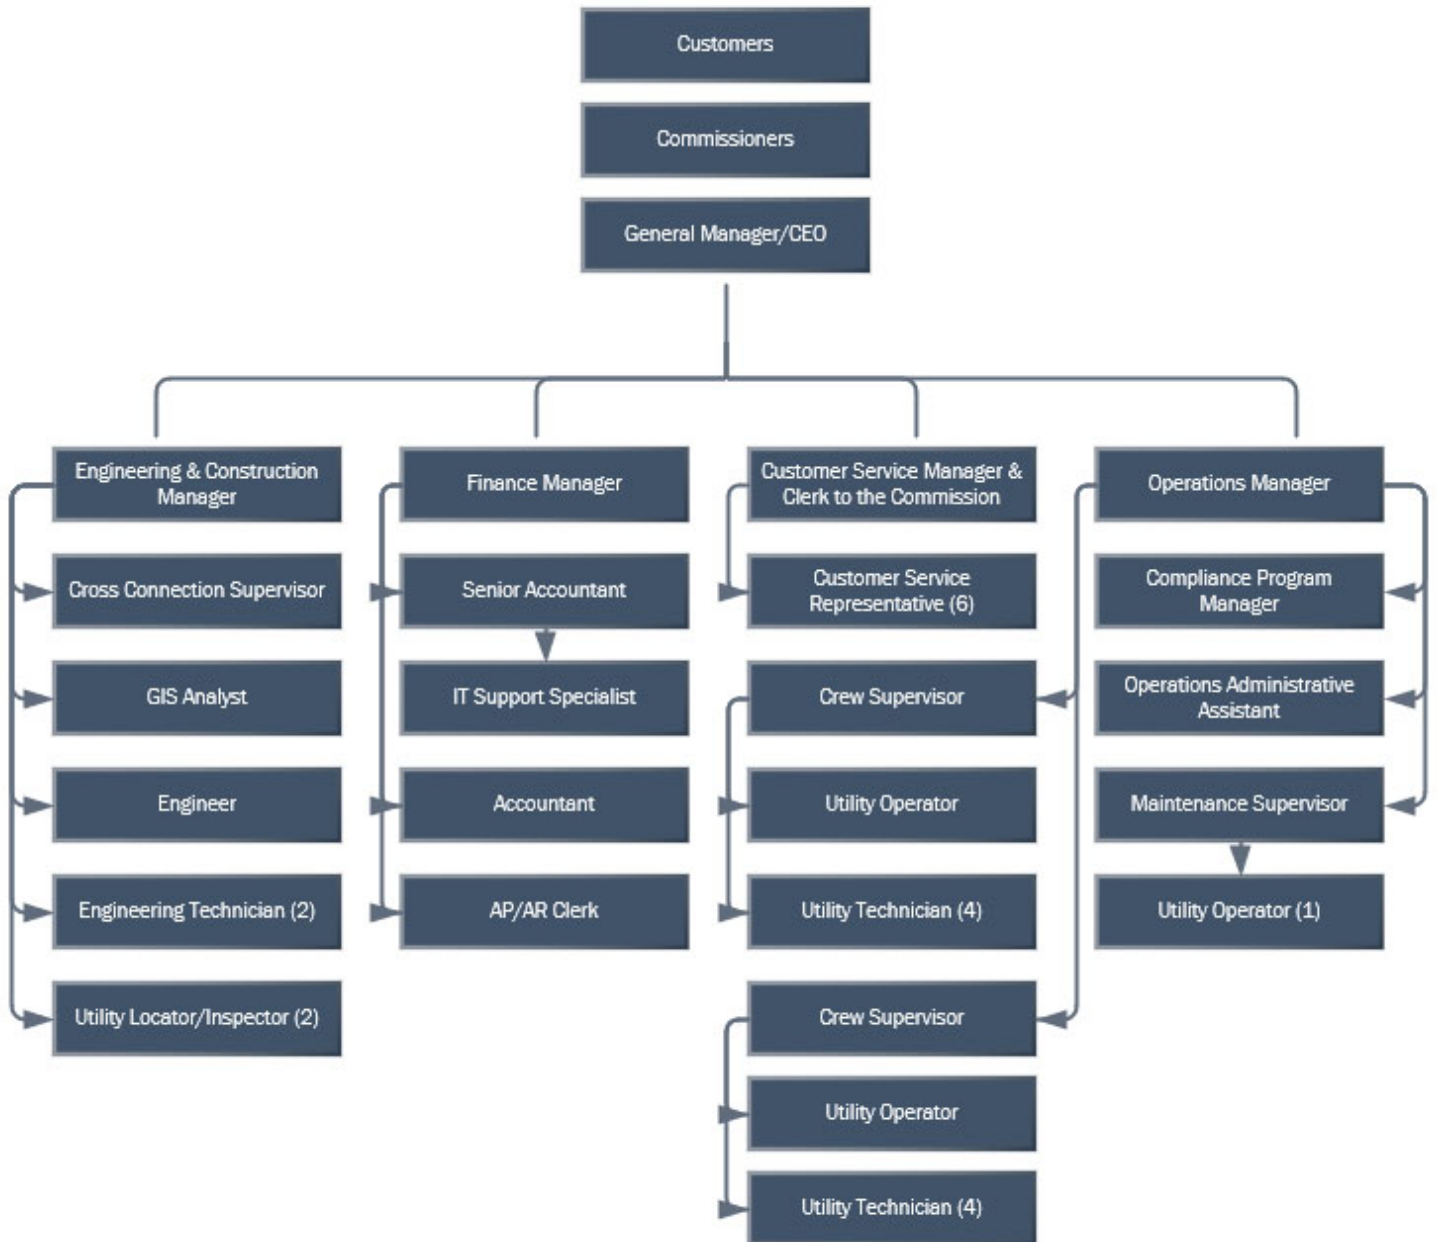 Customers
Commissioners
General Manager/CEO
Engineering & Construction
Manager
Cross Connection Supervisor
GIS Analyst
Engineer
Engineering Technician (2)
Utility Locator/Inspector (2)
Finance Manager
Senior Accountant
IT Support Specialist
Accountant
AP/AR Clerk
Customer Service Manager &
Clerk to the Commission
Customer Service
Representative (6)
Crew Supervisor
Utility Operator
Utility Technician (4)
Crew Supervisor
Utility Operator
Utility Technician (4)
Operations Manager
Compliance Program
Manager
Operations Administrative
Assistant
Maintenance Supervisor
Utility Operator (1)